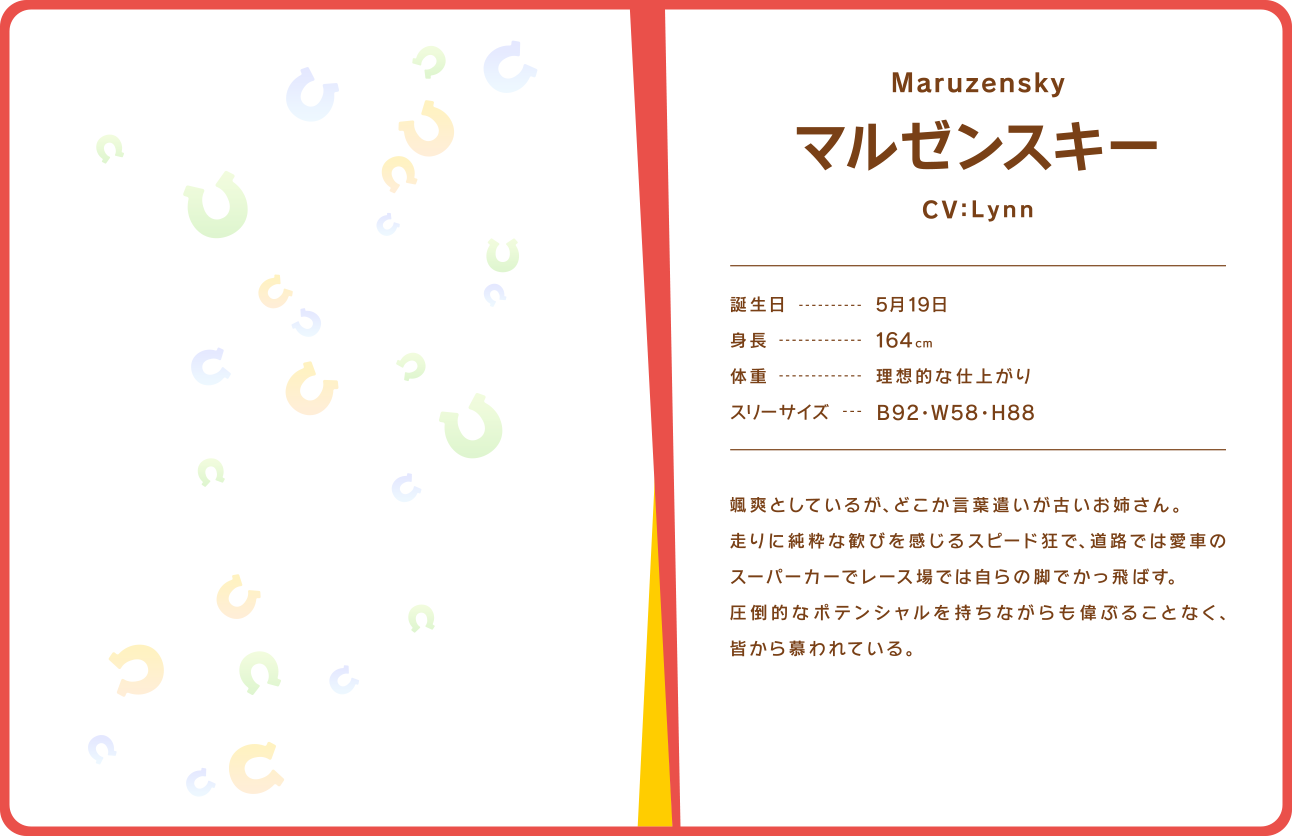 Maruzensky
マルゼンスキー
CV:Lynn
誕生日 ---------- 5月19日
身長 ------------- 164cm
体重 ------------- 理想的な仕上がり
スリーサイズ --- B92・W58・H88
颯爽としているが、どこか言葉遣いが古いお姉さん。
走りに純粋な歓びを感じるスピード狂で、道路では愛車の
スーパーカーでレース場では自らの脚でかっ飛ばす。
圧倒的なポテンシャルを持ちながらも偉ぶることなく、
皆から慕われている。